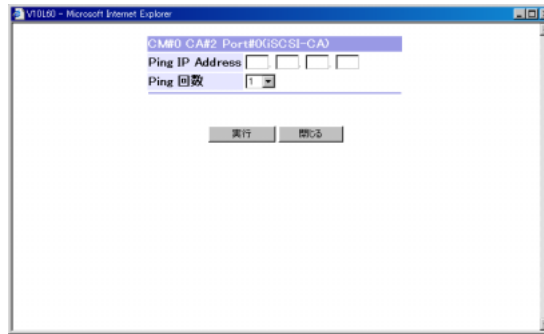 V10L60 - Microsoft Internet Explorer
CM#0 CA#2 Port#0(iSCSI-CA)
Ping IP Address . . .
Ping 回数 1
実行 閉じる